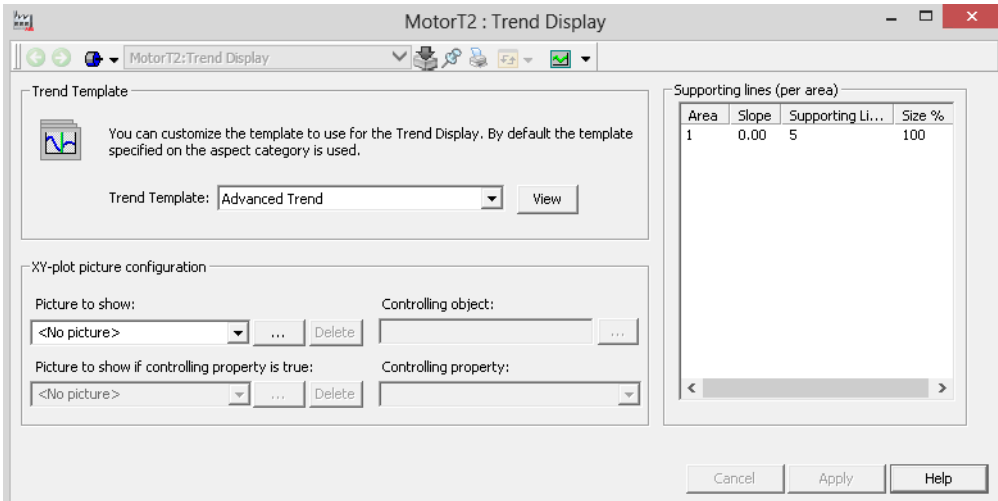 MotorT2 : Trend Display
MotorT2:Trend Display
Trend Template
You can customize the template to use for the Trend Display. By default the template
specified on the aspect category is used.
Trend Template: Advanced Trend View
XY-plot picture configuration
Picture to show: Controlling object:
<No picture> ... Delete ...
Picture to show if controlling property is true: Controlling property:
<No picture> ... Delete
Supporting lines (per area)
Area Slope Supporting Li... Size %
1 0.00 5 100
Cancel Apply Help